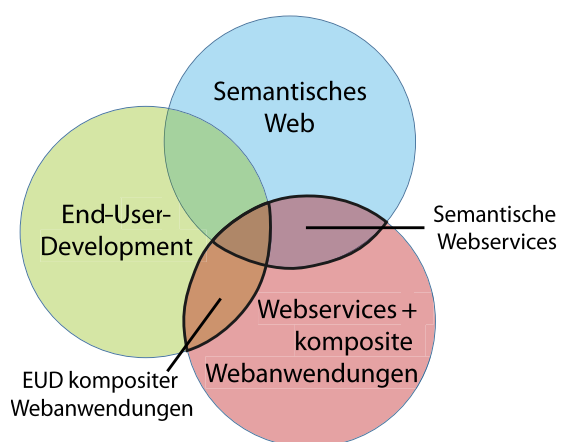 Semantisches
Web
End-User-
Development
Semantische
Webservices
Webservices +
komposite
Webanwendungen
EUD kompositer
Webanwendungen